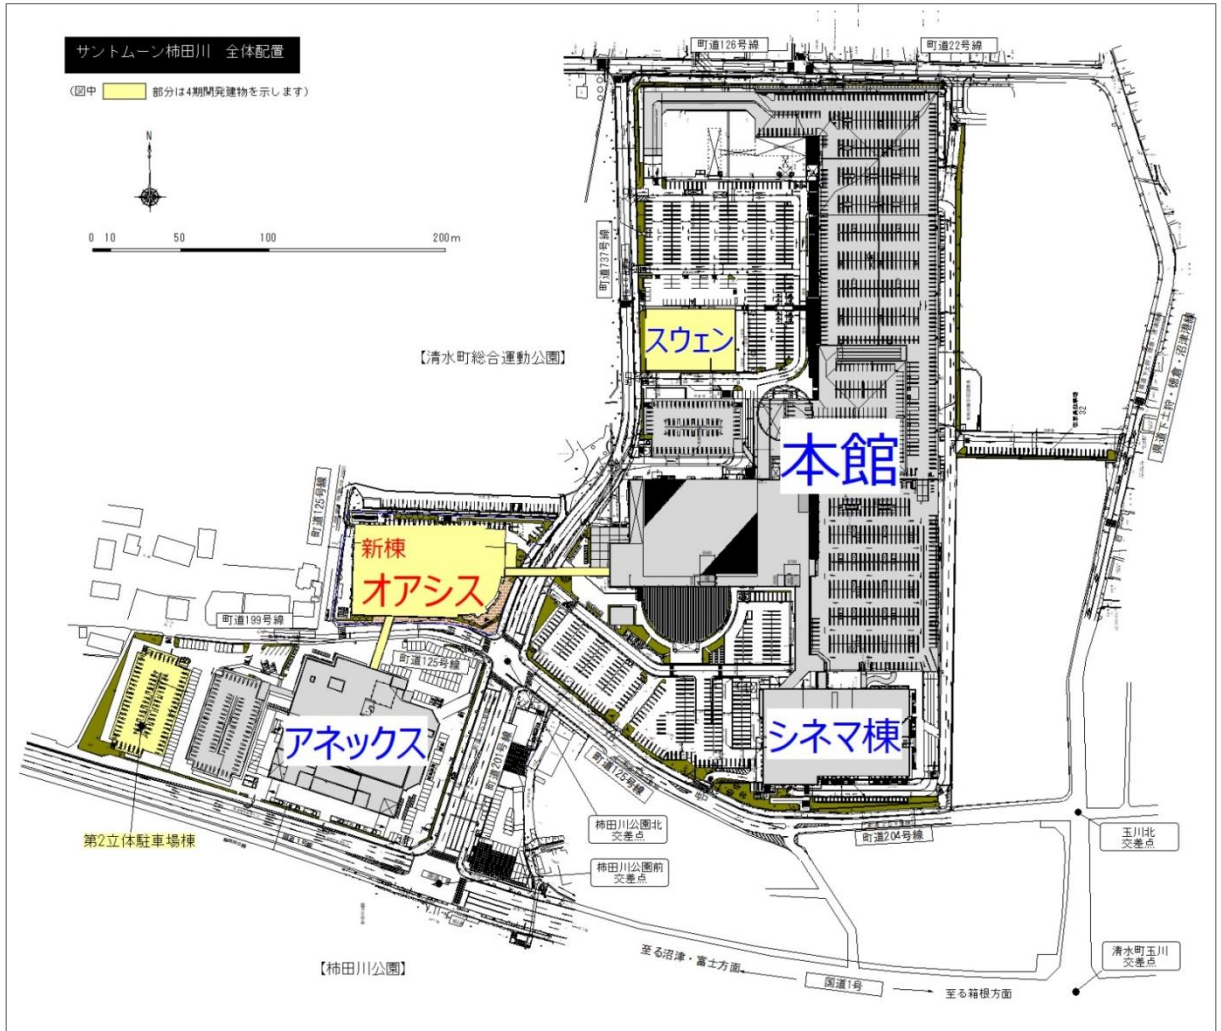 サントムーン柿田川 全体配置
(図中 部分は4期開発建物を示します)
N
0 10 50 100 200m
町道126号線
町道22号線
町道737号線
スウェン
【清水町総合運動公園】
県道下土狩・徳倉・沼津港線
32
本館
町道125号線
新棟
オアシス
町道199号線
町道125号線
アネックス
シネマ棟
町道201号線
町道125号線
第2立体駐車場棟
国道1号
柿田川公園北
交差点
町道204号線
玉川北
交差点
柿田川公園前
交差点
【柿田川公園】
至る沼津・富士方面
国道1号
至る箱根方面
清水町玉川
交差点